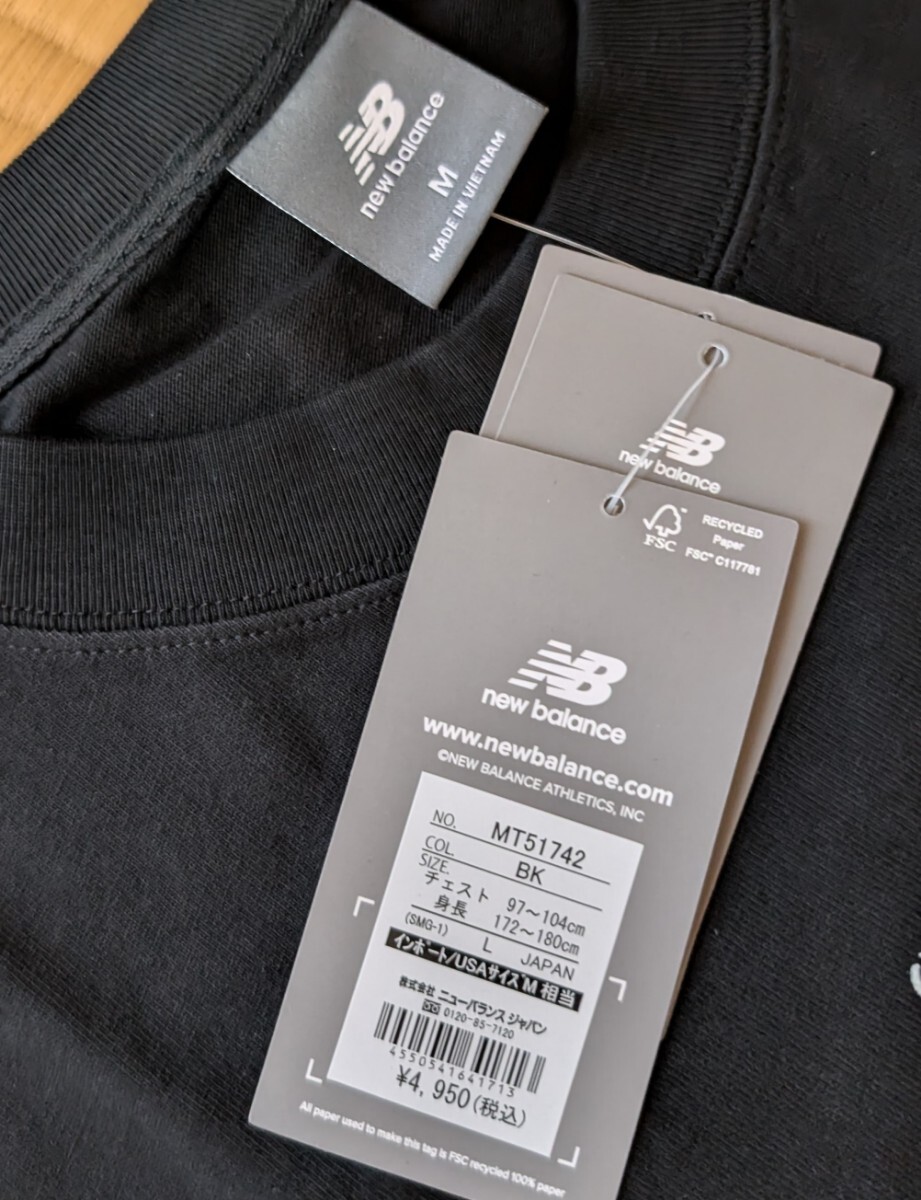 NB
new balance
M
MADE IN VIETNAM
NB
new balance
FSC
RECYCLED
Paper
FSC™ C117781
NB
new balance
www.newbalance.com
©NEW BALANCE ATHLETICS, INC
NO. MT51742
COL. BK
SIZE.
チェスト 97～104cm
身長 172～180cm
(SMG-1) L JAPAN
インポート/USAサイズM 相当
株式会社 ニューバランス ジャパン
0120-85-7120
4550541641713
¥4,950(税込)
All paper used to make this tag is FSC recycled 100% paper